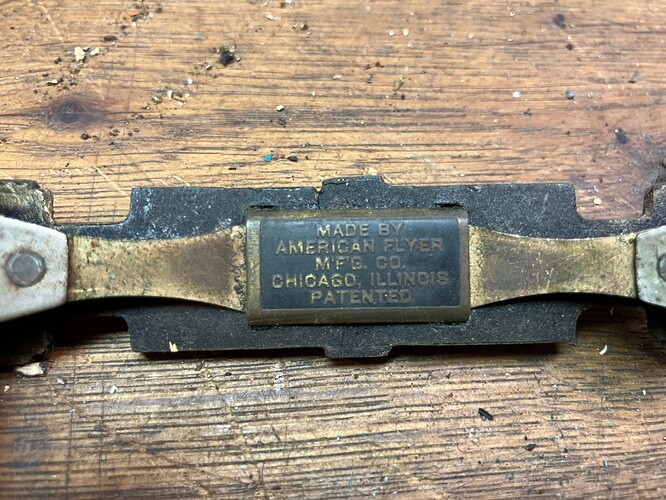 MADE BY
AMERICAN FLYER
M'F'G. CO.
CHICAGO, ILLINOIS
PATENTED